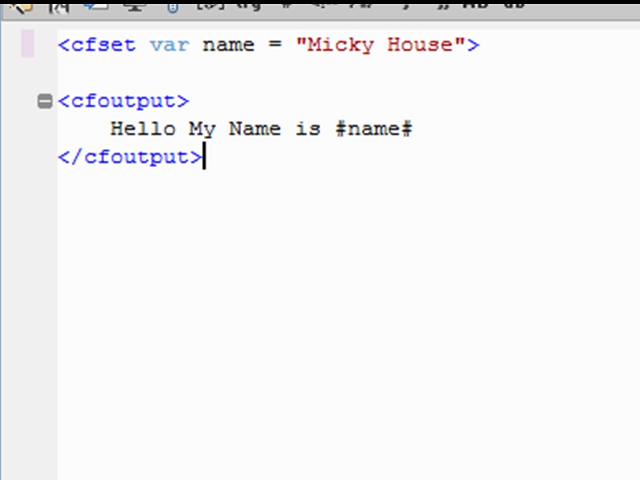 <cfset var name = "Micky House">
<cfoutput>
Hello My Name is #name#
</cfoutput>